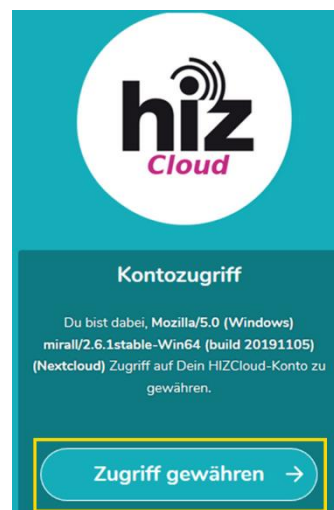 hiz
Cloud
Kontozugriff
Du bist dabei, Mozilla/5.0 (Windows)
mirall/2.6.1stable-Win64 (build 20191105)
(Nextcloud) Zugriff auf Dein HIZCloud-Konto zu
gewähren.
Zugriff gewähren →